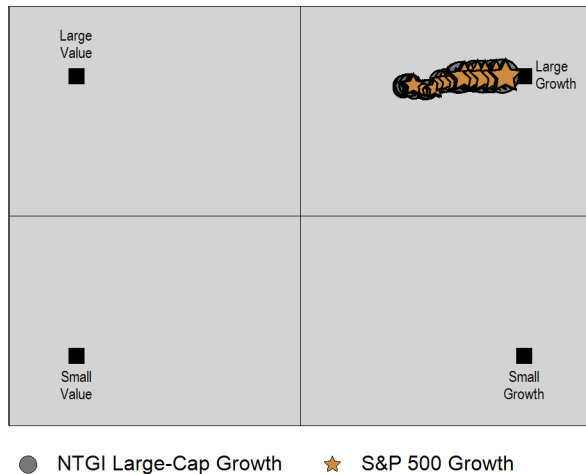 Large
Value
Large
Growth
Small
Value
Small
Growth
NTGI Large-Cap Growth
S&P 500 Growth